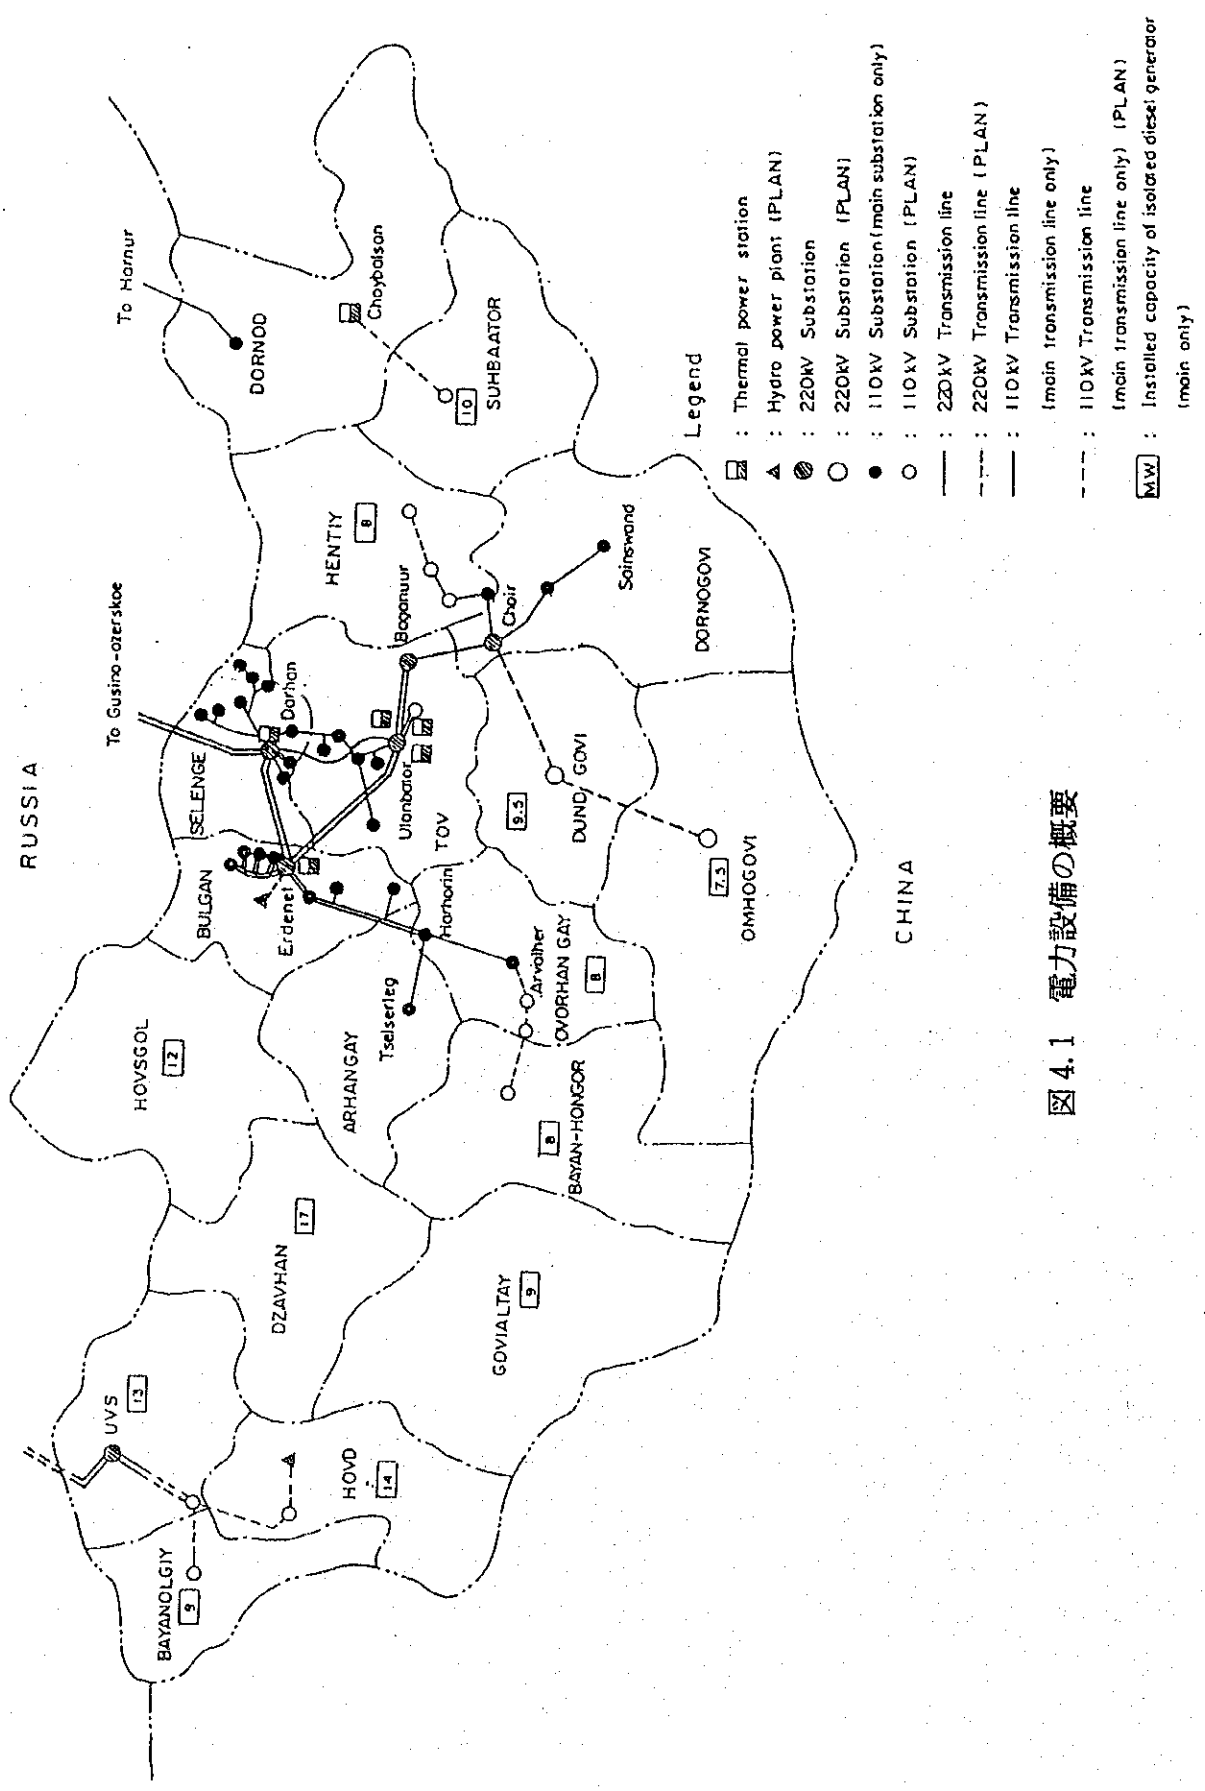 RUSSIA
To Gusino-ozerskoe
To Harnur
UVS
13
BAYANOLGIY
9
HOVD
14
DZAVHAN
17
HOVSGOL
12
GOVIALTAY
9
ARHANGAY
Tselserleg
BAYAN-HONGOR
8
BULGAN
Erdenet
Harhorin
Arvaiher
OVORHAN GAY
8
SELENGE
Darhan
Ulanbator
TOV
Baganuur
HENTIY
8
Choir
Sainswand
DORNOGOVI
DUND GOVI
9.5
OMHOGOVI
7.5
DORNOD
Choybalsan
SUHBAATOR
10
CHINA
Legend
: Thermal power station
: Hydro power plant (PLAN)
: 220kV Substation
: 220kV Substation (PLAN)
: 110kV Substation(main substation only)
: 110kV Substation (PLAN)
: 220kV Transmission line
: 220kV Transmission line (PLAN)
: 110kV Transmission line
(main transmission line only)
: 110kV Transmission line
(main transmission line only) (PLAN)
MW : Installed capacity of isolated diesel generator
(main only)
図 4.1 電力設備の概要